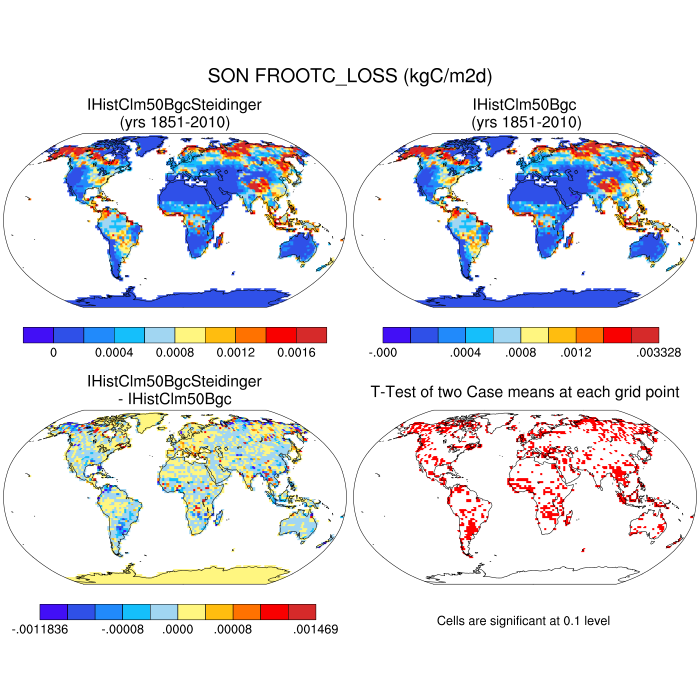 SON FROOTC_LOSS (kgC/m2d)
IHistClm50BgcSteidinger
(yrs 1851-2010)
IHistClm50Bgc
(yrs 1851-2010)
0 0.0004 0.0008 0.0012 0.0016
-.000 .0004 .0008 .0012 .003328
IHistClm50BgcSteidinger
- IHistClm50Bgc
T-Test of two Case means at each grid point
-.0011836 -.00008 .0000 .00008 .001469
Cells are significant at 0.1 level